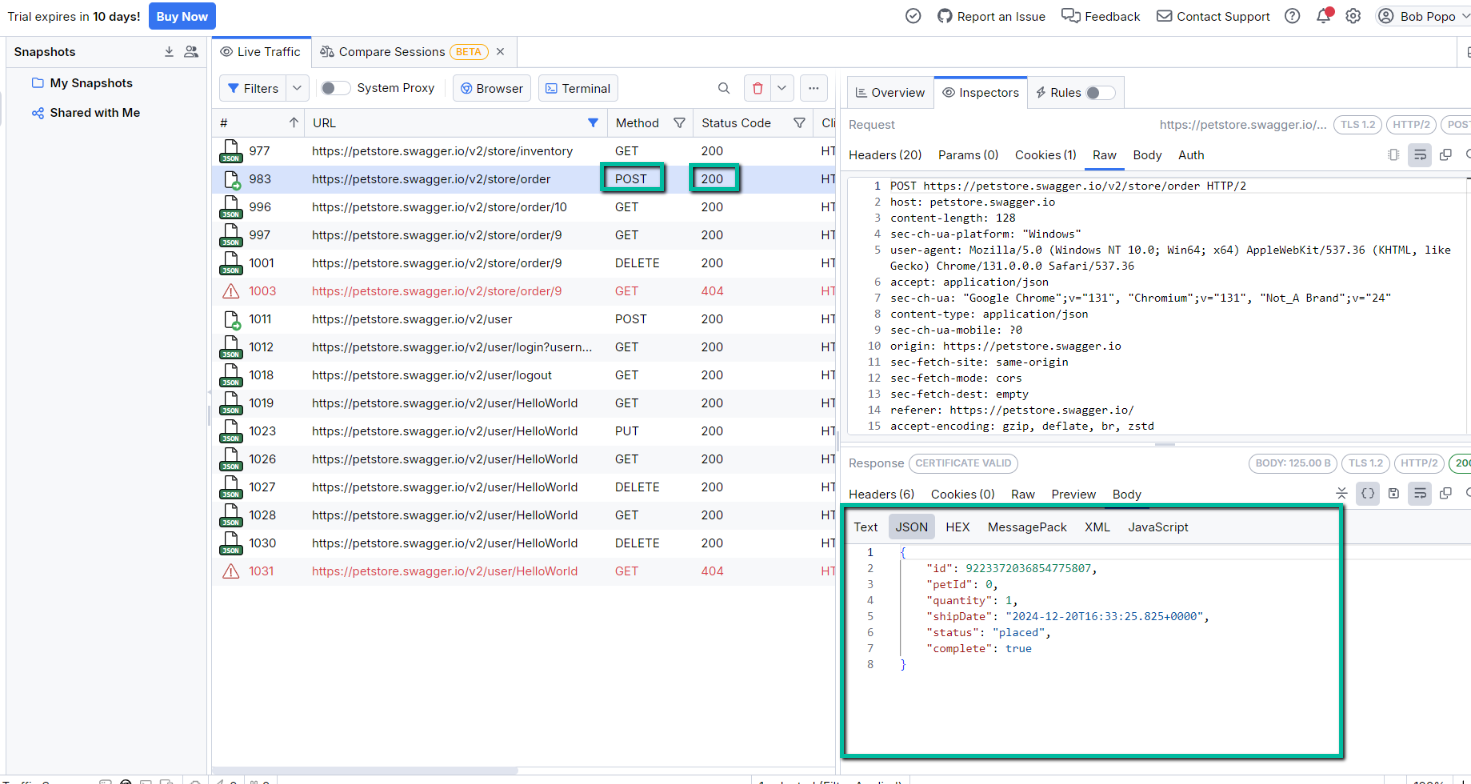 Trial expires in 10 days! Buy Now Report an Issue Feedback Contact Support Bob Popo
Snapshots
My Snapshots
Shared with Me
Live Traffic Compare Sessions BETA
Filters System Proxy Browser Terminal
# URL Method Status Code
JSON 977 https://petstore.swagger.io/v2/store/inventory GET 200 HT
983 https://petstore.swagger.io/v2/store/order POST 200 HT
JSON 996 https://petstore.swagger.io/v2/store/order/10 GET 200 HT
JSON 997 https://petstore.swagger.io/v2/store/order/9 GET 200 HT
JSON 1001 https://petstore.swagger.io/v2/store/order/9 DELETE 200 HT
1003 https://petstore.swagger.io/v2/store/order/9 GET 404 HT
1011 https://petstore.swagger.io/v2/user POST 200 HT
JSON 1012 https://petstore.swagger.io/v2/user/login?usern... GET 200 HT
JSON 1018 https://petstore.swagger.io/v2/user/logout GET 200 HT
JSON 1019 https://petstore.swagger.io/v2/user/HelloWorld GET 200 HT
JSON 1023 https://petstore.swagger.io/v2/user/HelloWorld PUT 200 HT
JSON 1026 https://petstore.swagger.io/v2/user/HelloWorld GET 200 HT
JSON 1027 https://petstore.swagger.io/v2/user/HelloWorld DELETE 200 HT
JSON 1028 https://petstore.swagger.io/v2/user/HelloWorld GET 200 HT
JSON 1030 https://petstore.swagger.io/v2/user/HelloWorld DELETE 200 HT
1031 https://petstore.swagger.io/v2/user/HelloWorld GET 404 HT
Overview Inspectors Rules
Request https://petstore.swagger.io/... TLS 1.2 HTTP/2 POST
Headers (20) Params (0) Cookies (1) Raw Body Auth
1 POST https://petstore.swagger.io/v2/store/order HTTP/2
2 host: petstore.swagger.io
3 content-length: 128
4 sec-ch-ua-platform: "Windows"
5 user-agent: Mozilla/5.0 (Windows NT 10.0; Win64; x64) AppleWebKit/537.36 (KHTML, like
Gecko) Chrome/131.0.0.0 Safari/537.36
6 accept: application/json
7 sec-ch-ua: "Google Chrome";v="131", "Chromium";v="131", "Not_A Brand";v="24"
8 content-type: application/json
9 sec-ch-ua-mobile: ?0
10 origin: https://petstore.swagger.io
11 sec-fetch-site: same-origin
12 sec-fetch-mode: cors
13 sec-fetch-dest: empty
14 referer: https://petstore.swagger.io/
15 accept-encoding: gzip, deflate, br, zstd
Response CERTIFICATE VALID BODY: 125.00 B TLS 1.2 HTTP/2 200
Headers (6) Cookies (0) Raw Preview Body
Text JSON HEX MessagePack XML JavaScript
1 {
2 "id": 9223372036854775807,
3 "petId": 0,
4 "quantity": 1,
5 "shipDate": "2024-12-20T16:33:25.825+0000",
6 "status": "placed",
7 "complete": true
8 }